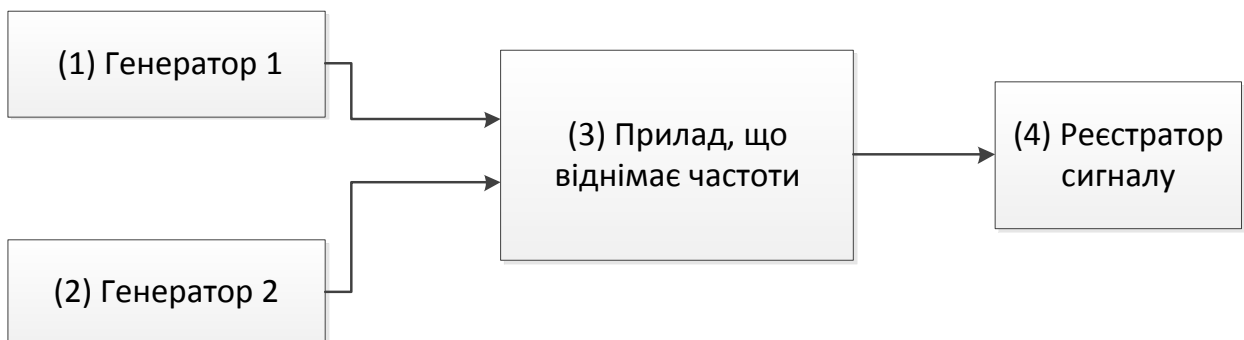 (1) Генератор 1
(2) Генератор 2
(3) Прилад, що
віднімає частоти
(4) Реєстратор
сигналу